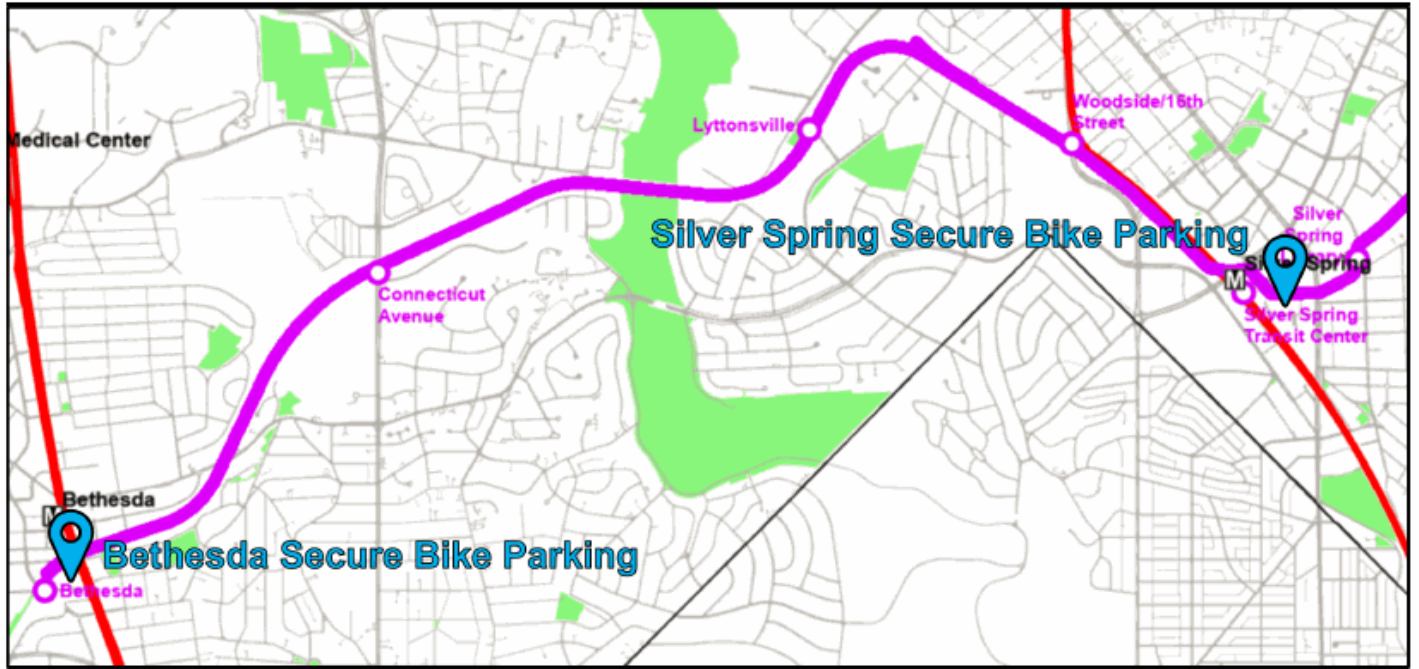 Medical Center
Lyttonsville
Woodside/16th
Street
Silver Spring Secure Bike Parking
Silver
Spring
M
Spring
Connecticut
Avenue
Silver Spring
Transit Center
Bethesda
Bethesda Secure Bike Parking
Bethesda